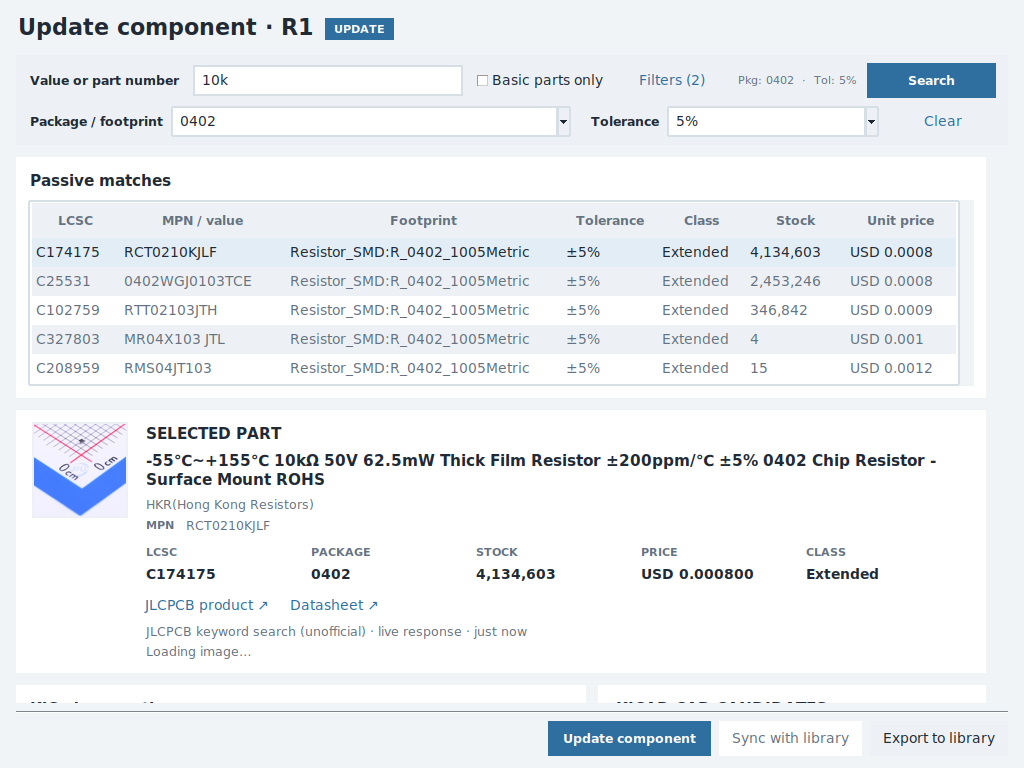 Update component · R1 UPDATE
Value or part number 10k Basic parts only Filters (2) Pkg: 0402 · Tol: 5% Search
Package / footprint 0402 Tolerance 5% Clear
Passive matches
LCSC MPN / value Footprint Tolerance Class Stock Unit price
C174175 RCT0210KJLF Resistor_SMD:R_0402_1005Metric ±5% Extended 4,134,603 USD 0.0008
C25531 0402WGJ0103TCE Resistor_SMD:R_0402_1005Metric ±5% Extended 2,453,246 USD 0.0008
C102759 RTT02103JTH Resistor_SMD:R_0402_1005Metric ±5% Extended 346,842 USD 0.0009
C327803 MR04X103 JTL Resistor_SMD:R_0402_1005Metric ±5% Extended 4 USD 0.001
C208959 RMS04JT103 Resistor_SMD:R_0402_1005Metric ±5% Extended 15 USD 0.0012
SELECTED PART
-55℃~+155℃ 10kΩ 50V 62.5mW Thick Film Resistor ±200ppm/℃ ±5% 0402 Chip Resistor -
Surface Mount ROHS
HKR(Hong Kong Resistors)
MPN RCT0210KJLF
0cm 0cm
LCSC PACKAGE STOCK PRICE CLASS
C174175 0402 4,134,603 USD 0.000800 Extended
JLCPCB product ↗ Datasheet ↗
JLCPCB keyword search (unofficial) · live response · just now
Loading image...
Update component Sync with library Export to library